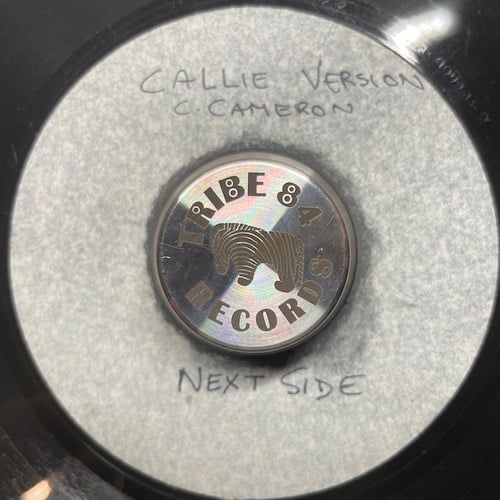 CALLIE VERSION
C. CAMERON
TRIBE 84
RECORDS
NEXT SIDE